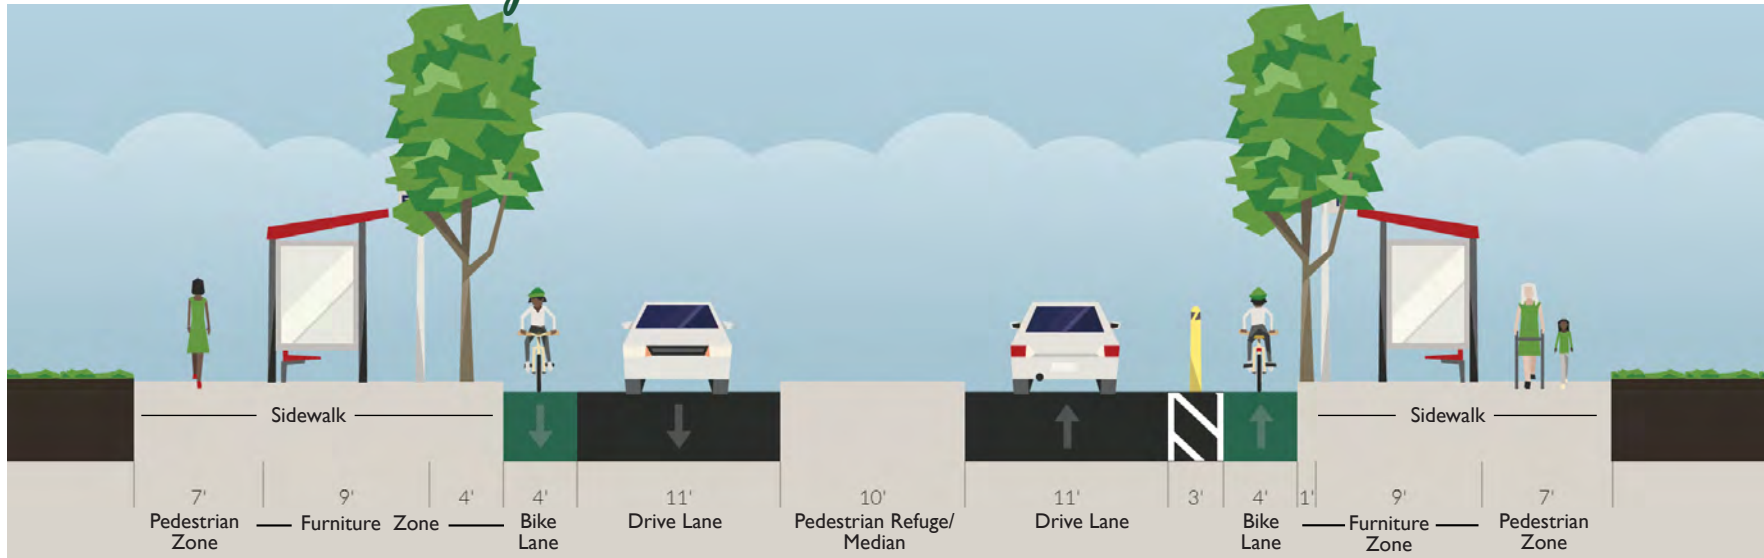 Sidewalk
Sidewalk
7' 9' 4' 4' 11' 10' 11' 3' 4' 1' 9' 7'
Pedestrian Zone
Furniture Zone
Bike Lane
Drive Lane
Pedestrian Refuge/
Median
Drive Lane
Bike Lane
Furniture Zone
Pedestrian Zone